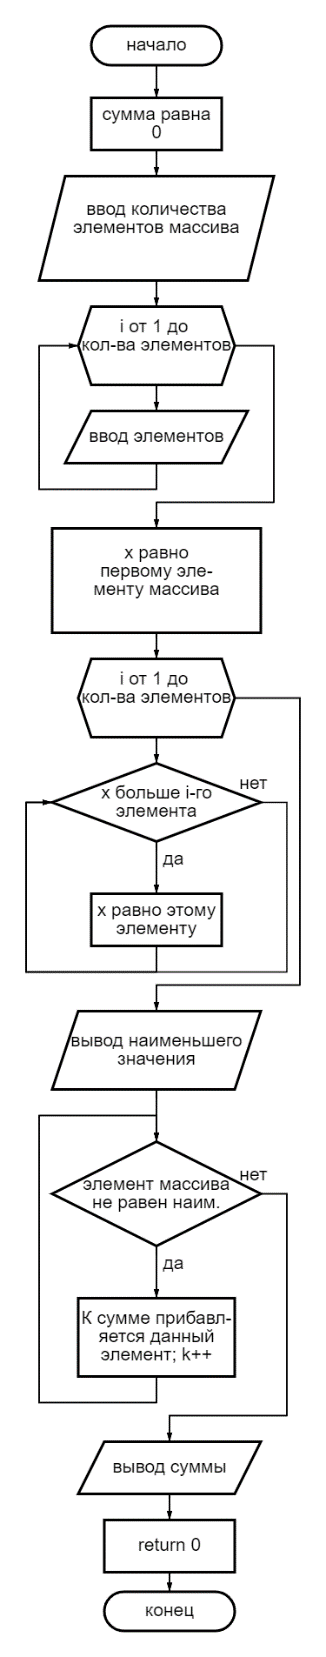 начало
сумма равна
0
ввод количества
элементов массива
i от 1 до
кол-ва элементов
ввод элементов
x равно
первому эле-
менту массива
i от 1 до
кол-ва элементов
x больше i-го
элемента
нет
да
x равно этому
элементу
вывод наименьшего
значения
элемент массива
не равен наим.
нет
да
К сумме прибавл-
яется данный
элемент; k++
вывод суммы
return 0
конец